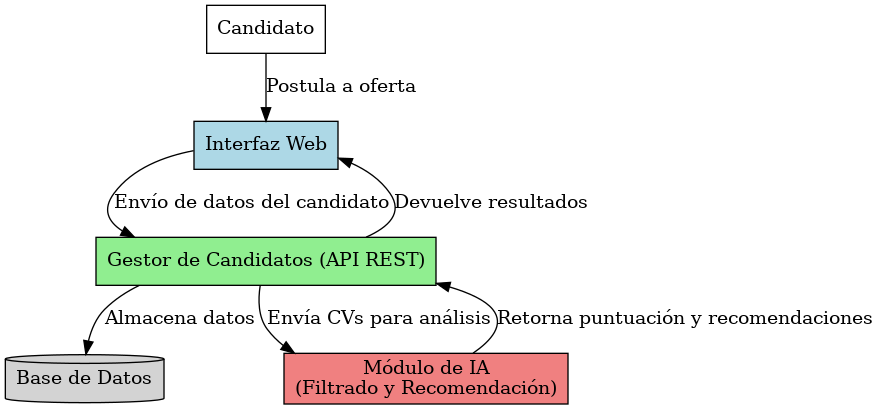 Candidato
Postula a oferta
Interfaz Web
Envío de datos del candidato
Devuelve resultados
Gestor de Candidatos (API REST)
Almacena datos
Envía CVs para análisis
Retorna puntuación y recomendaciones
Base de Datos
Módulo de IA
(Filtrado y Recomendación)